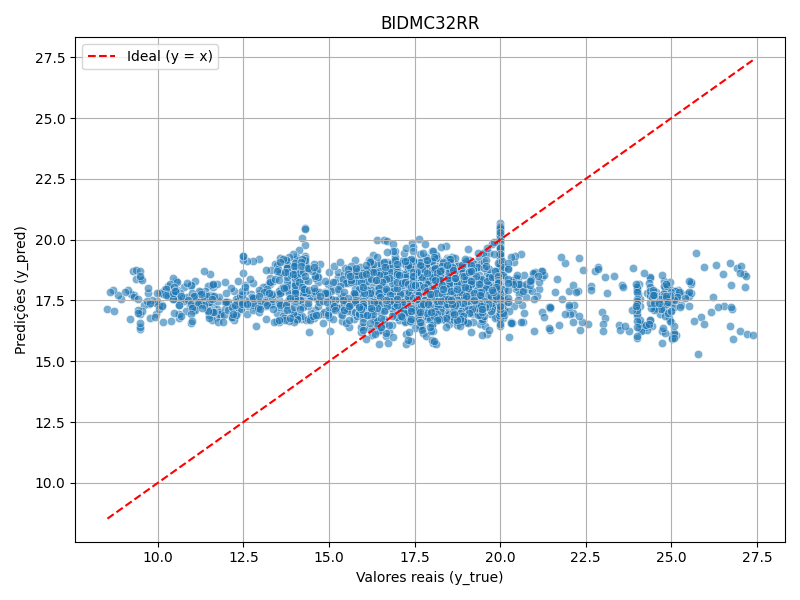 BIDMC32RR
Ideal (y = x)
27.5
25.0
22.5
20.0
17.5
15.0
12.5
10.0
Predições (y_pred)
10.0 12.5 15.0 17.5 20.0 22.5 25.0 27.5
Valores reais (y_true)